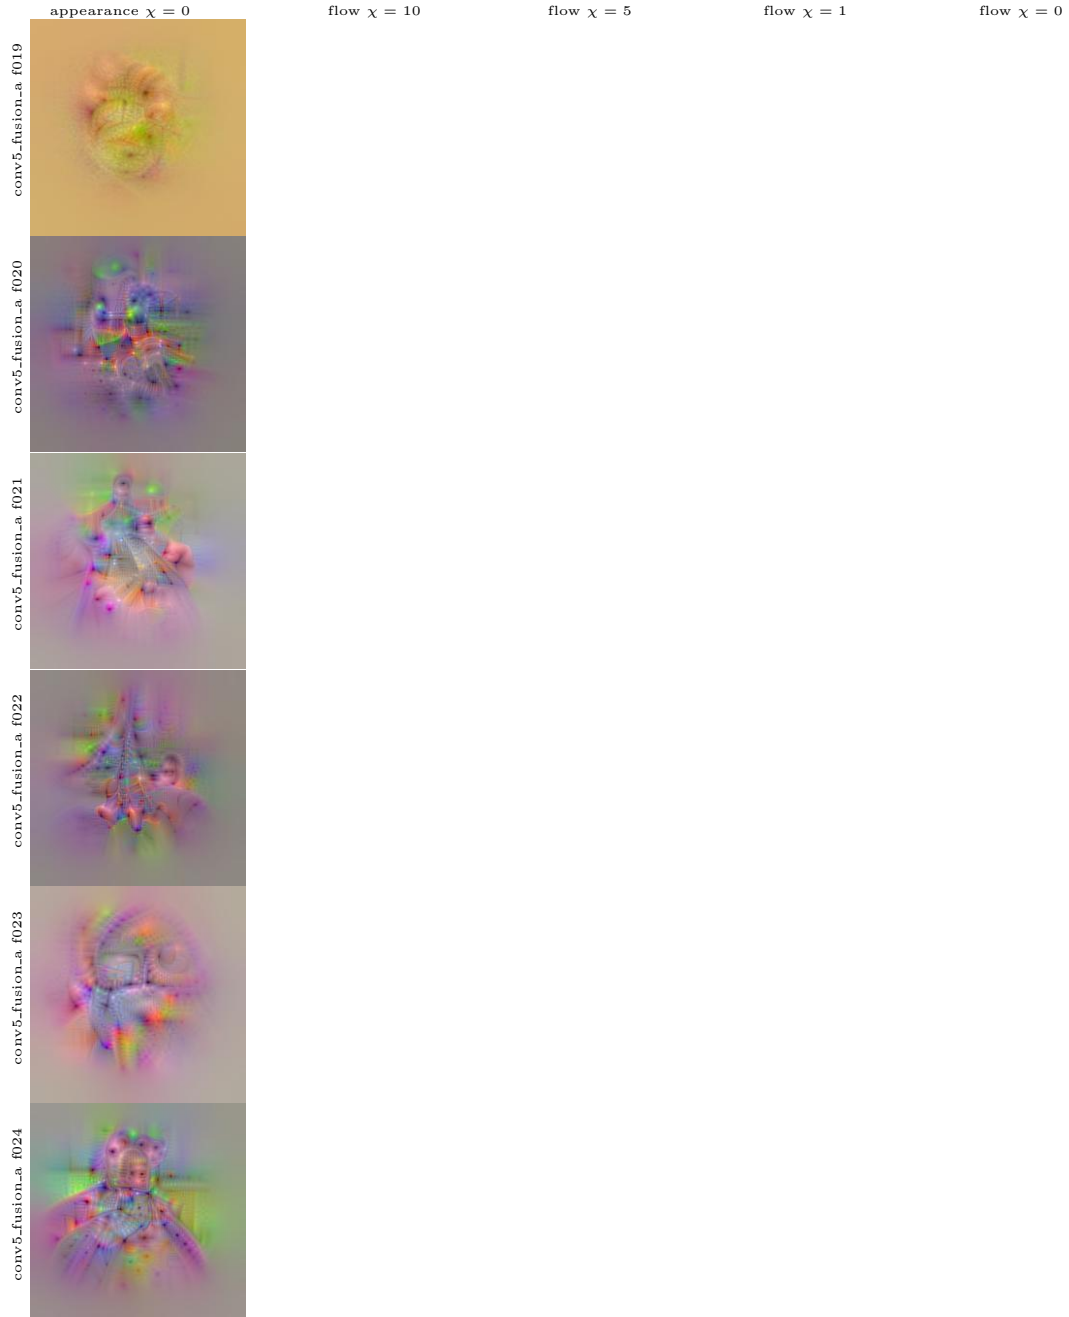 appearance χ = 0
flow χ = 10
flow χ = 5
flow χ = 1
flow χ = 0
conv5_fusion_a f019
conv5_fusion_a f020
conv5_fusion_a f021
conv5_fusion_a f022
conv5_fusion_a f023
conv5_fusion_a f024